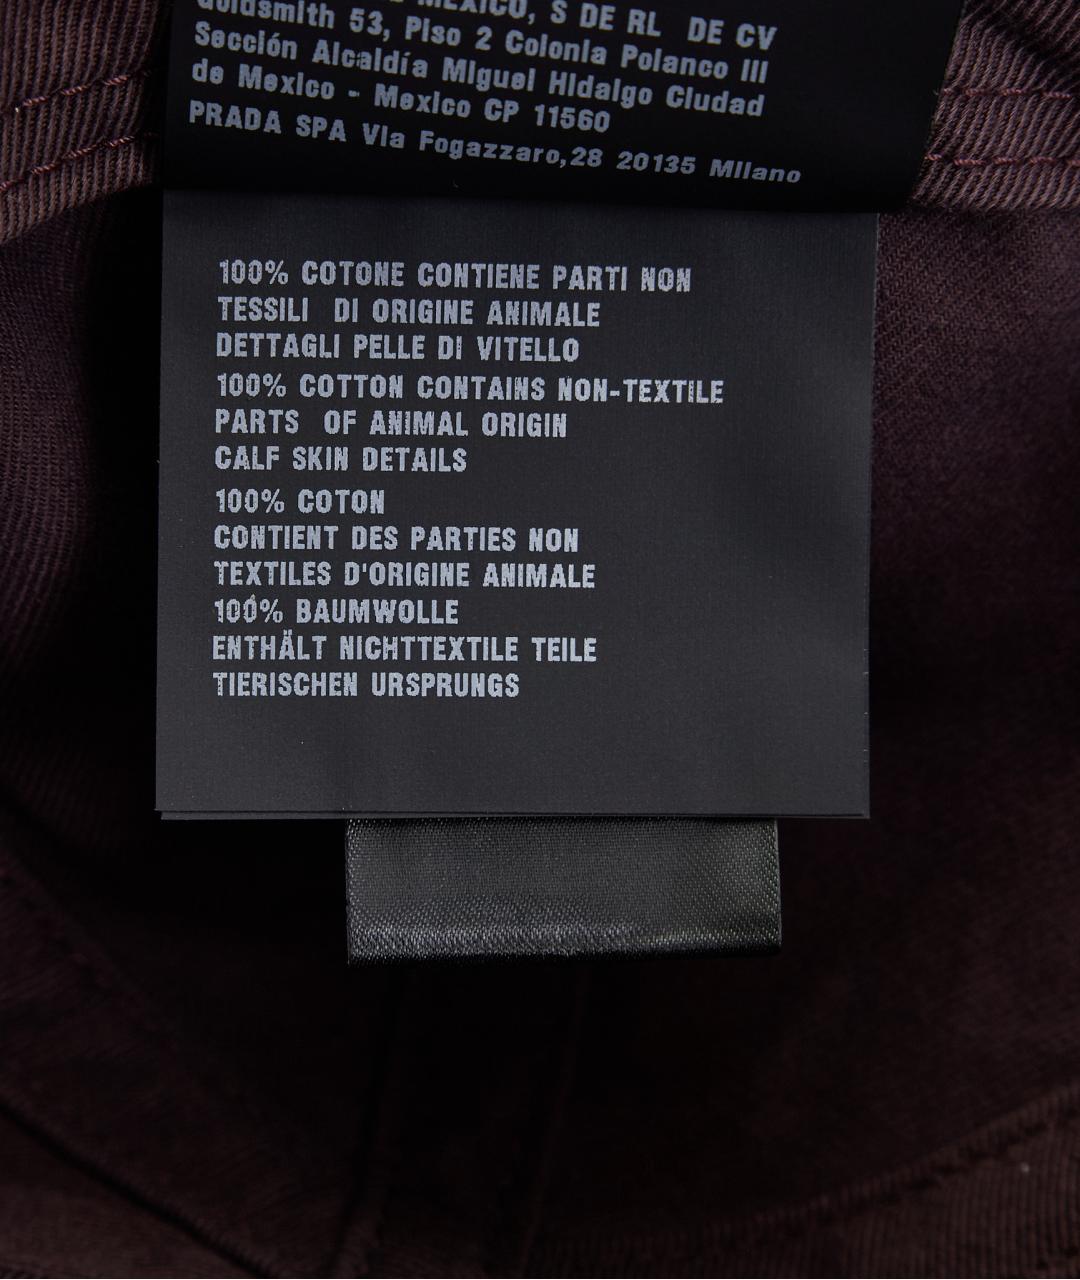 MEXICO, S DE RL DE CV
Goldsmith 53, Piso 2 Colonia Polanco III
Sección Alcaldía Miguel Hidalgo Ciudad
de Mexico - Mexico CP 11560
PRADA SPA Via Fogazzaro,28 20135 Milano
100% COTONE CONTIENE PARTI NON
TESSILI DI ORIGINE ANIMALE
DETTAGLI PELLE DI VITELLO
100% COTTON CONTAINS NON-TEXTILE
PARTS OF ANIMAL ORIGIN
CALF SKIN DETAILS
100% COTON
CONTIENT DES PARTIES NON
TEXTILES D'ORIGINE ANIMALE
100% BAUMWOLLE
ENTHÄLT NICHTTEXTILE TEILE
TIERISCHEN URSPRUNGS